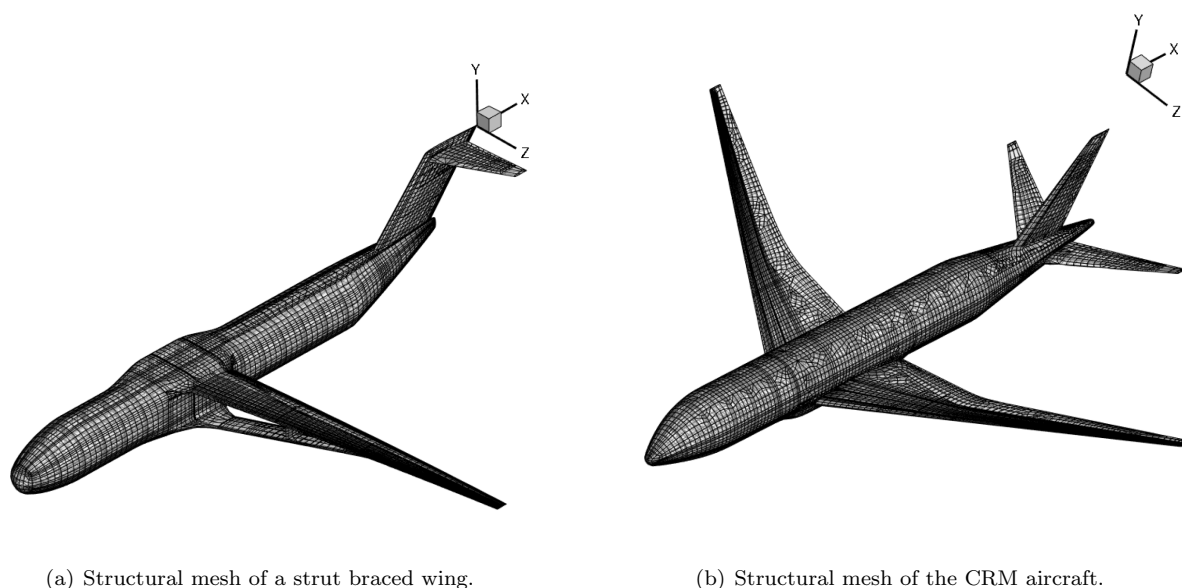 Y
X
Z
Y
X
Z
(a) Structural mesh of a strut braced wing.
(b) Structural mesh of the CRM aircraft.